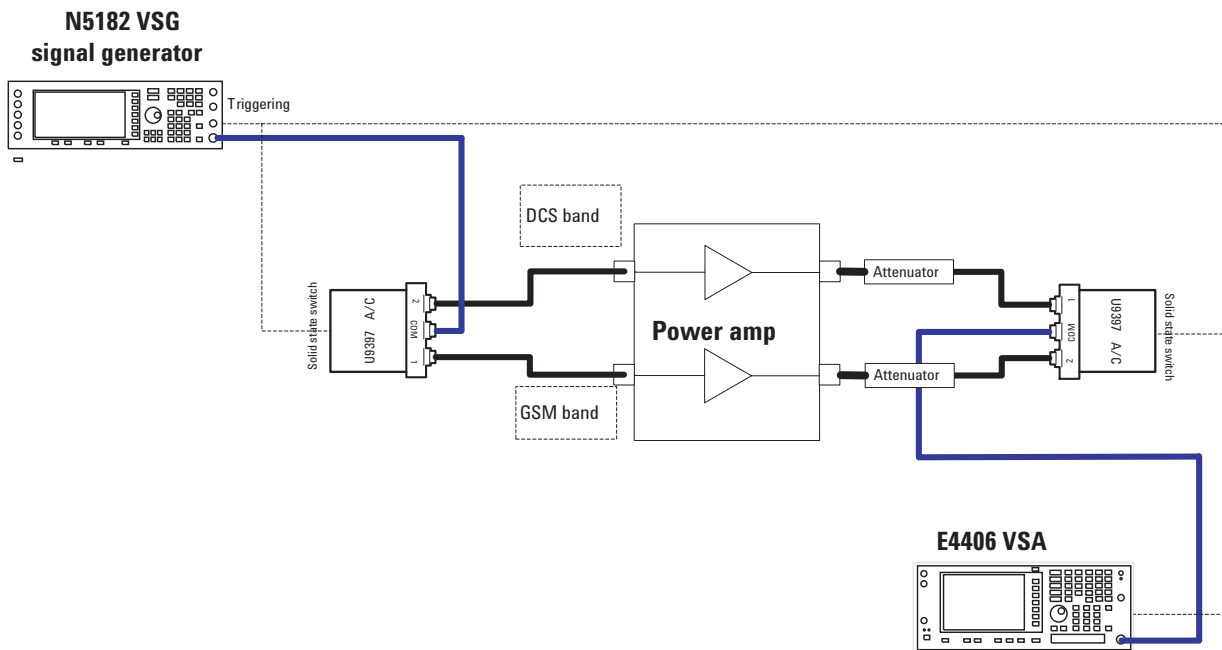 N5182 VSG
signal generator
Triggering
DCS band
Solid state switch
U9397 A/C
2
COM
1
Power amp
GSM band
Attenuator
Attenuator
1
COM
2
U9397 A/C
Solid state switch
E4406 VSA